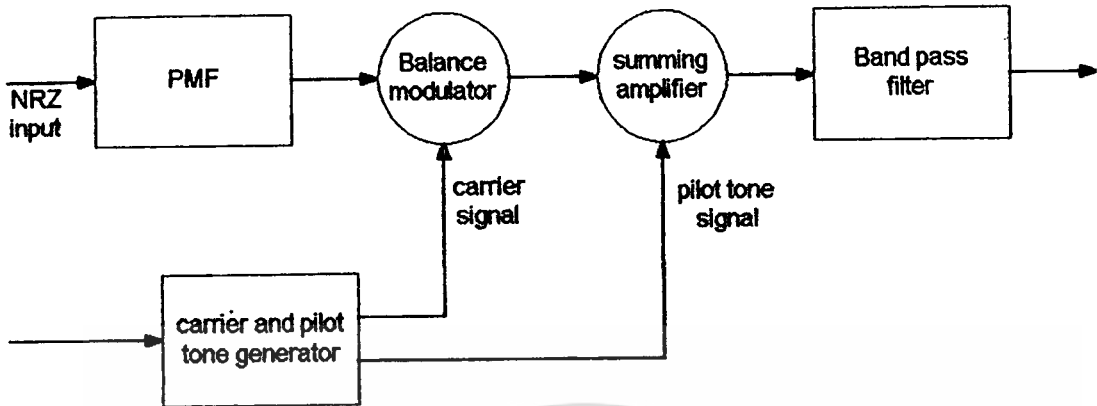 NRZ
input
PMF
Balance
modulator
summing
amplifier
Band pass
filter
carrier
signal
pilot tone
signal
carrier and pilot
tone generator